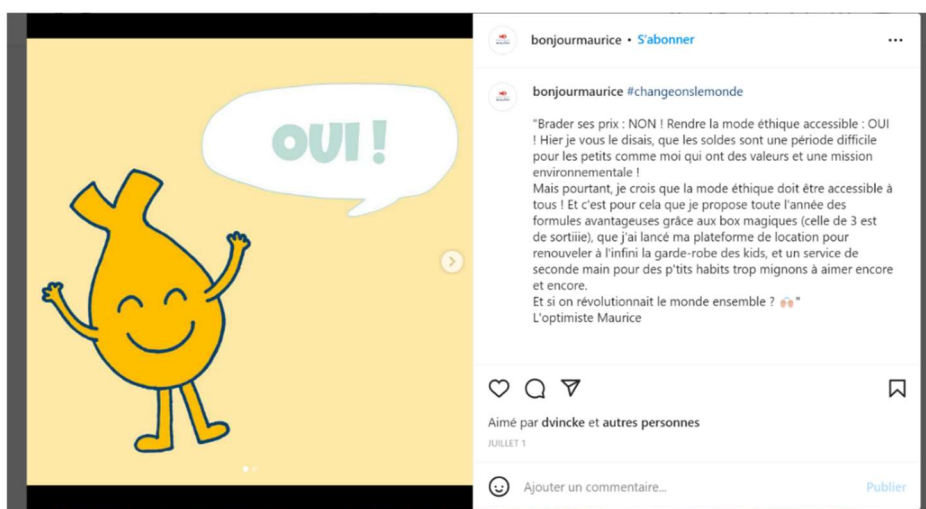 OUI !
bonjourmaurice • S'abonner
bonjourmaurice #changeonslemonde
"Brader ses prix : NON ! Rendre la mode éthique accessible : OUI
! Hier je vous le disais, que les soldes sont une période difficile
pour les petits comme moi qui ont des valeurs et une mission
environnementale !
Mais pourtant, je crois que la mode éthique doit être accessible à
tous ! Et c'est pour cela que je propose toute l'année des
formules avantageuses grâce aux box magiques (celle de 3 est
de sortiiie), que j'ai lancé ma plateforme de location pour
renouveler à l'infini la garde-robe des kids, et un service de
seconde main pour des p'tits habits trop mignons à aimer encore
et encore.
Et si on révolutionnait le monde ensemble ? 🙌🏻"
L'optimiste Maurice
Aimé par dvincke et autres personnes
JUILLET 1
Ajouter un commentaire...
Publier